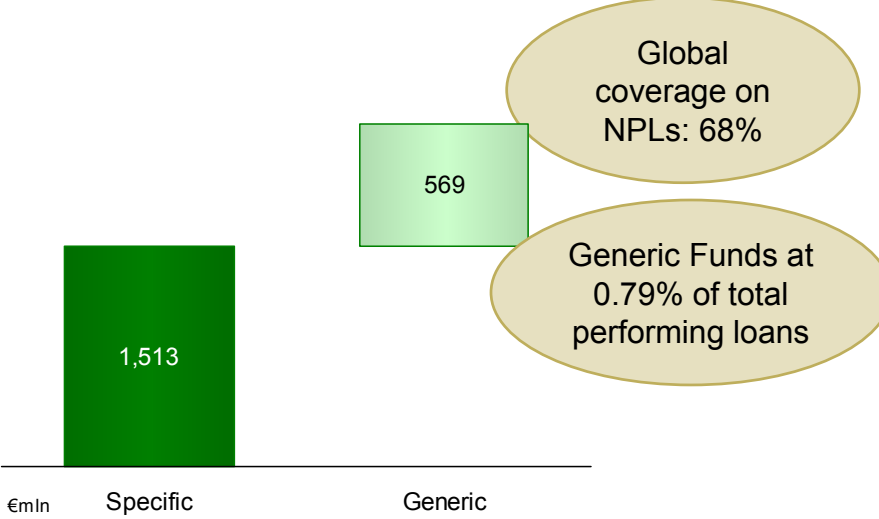 Global
coverage on
NPLs: 68%
569
Generic Funds at
0.79% of total
performing loans
1,513
€mln Specific Generic